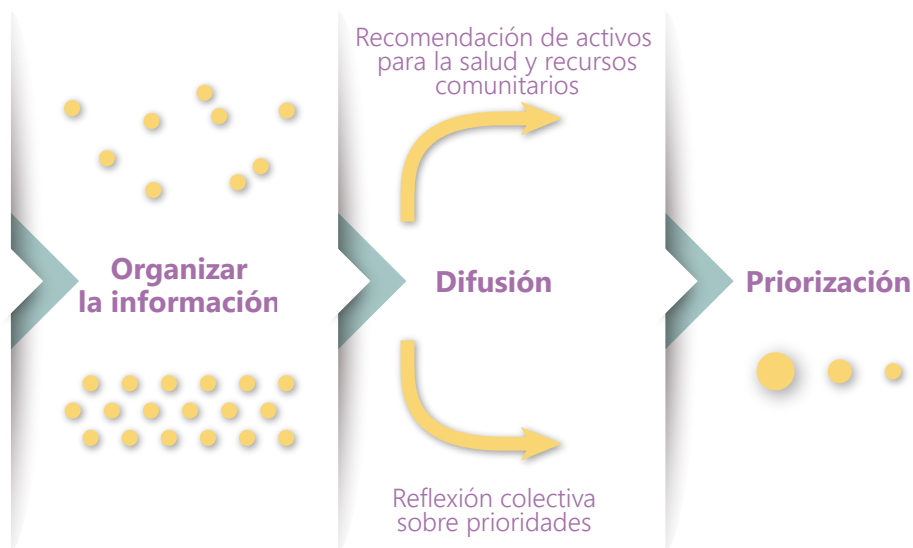 Organizar
la información
Recomendación de activos
para la salud y recursos
comunitarios
Difusión
Reflexión colectiva
sobre prioridades
Priorización